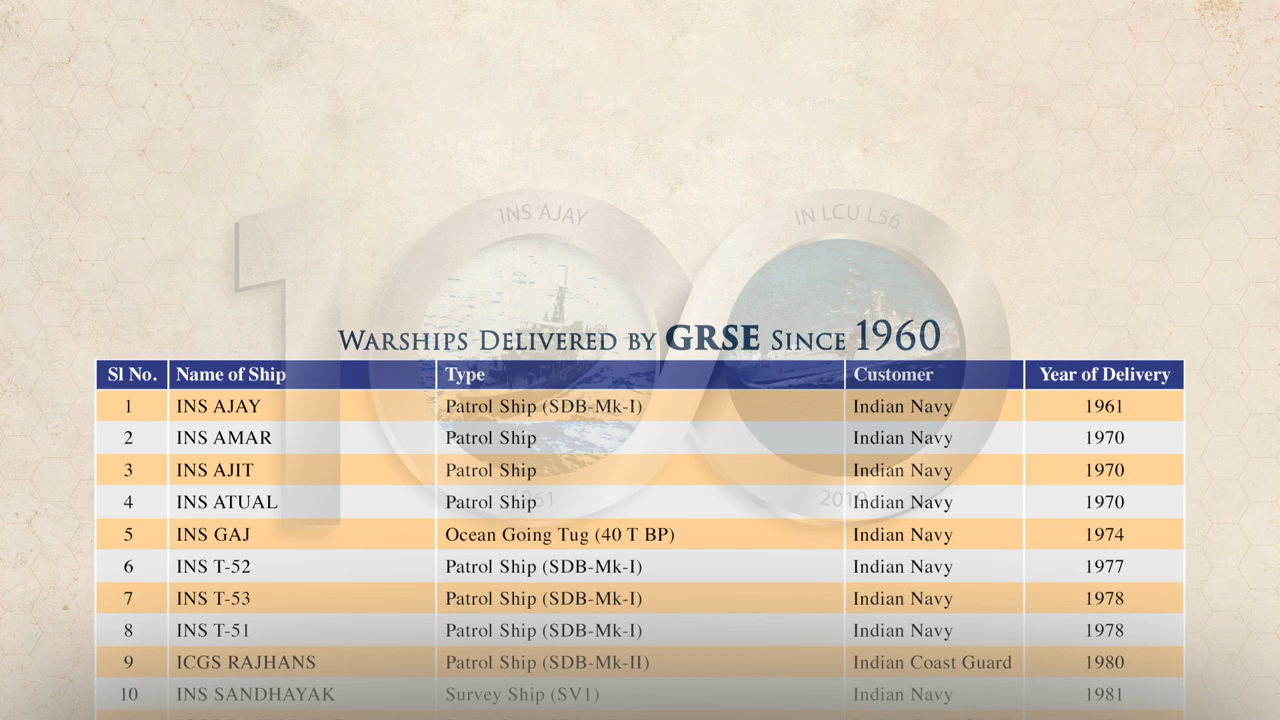 INS AJAY IN LCU L56
WARSHIPS DELIVERED BY GRSE SINCE 1960
Sl No. Name of Ship Type Customer Year of Delivery
1 INS AJAY Patrol Ship (SDB-Mk-I) Indian Navy 1961
2 INS AMAR Patrol Ship Indian Navy 1970
3 INS AJIT Patrol Ship Indian Navy 1970
4 INS ATUAL Patrol Ship Indian Navy 1970
5 INS GAJ Ocean Going Tug (40 T BP) Indian Navy 1974
6 INS T-52 Patrol Ship (SDB-Mk-I) Indian Navy 1977
7 INS T-53 Patrol Ship (SDB-Mk-I) Indian Navy 1978
8 INS T-51 Patrol Ship (SDB-Mk-I) Indian Navy 1978
9 ICGS RAJHANS Patrol Ship (SDB-Mk-II) Indian Coast Guard 1980
10 INS SANDHAYAK Survey Ship (SV1) Indian Navy 1981